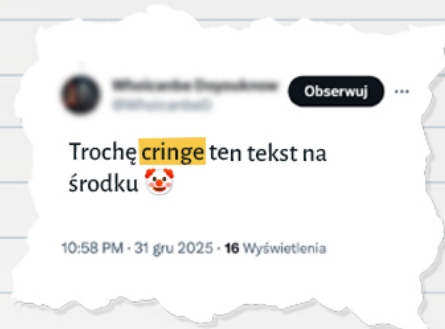 Obserwuj
Trochę cringe ten tekst na
środku 🤡
10:58 PM · 31 gru 2025 · 16 Wyświetlenia